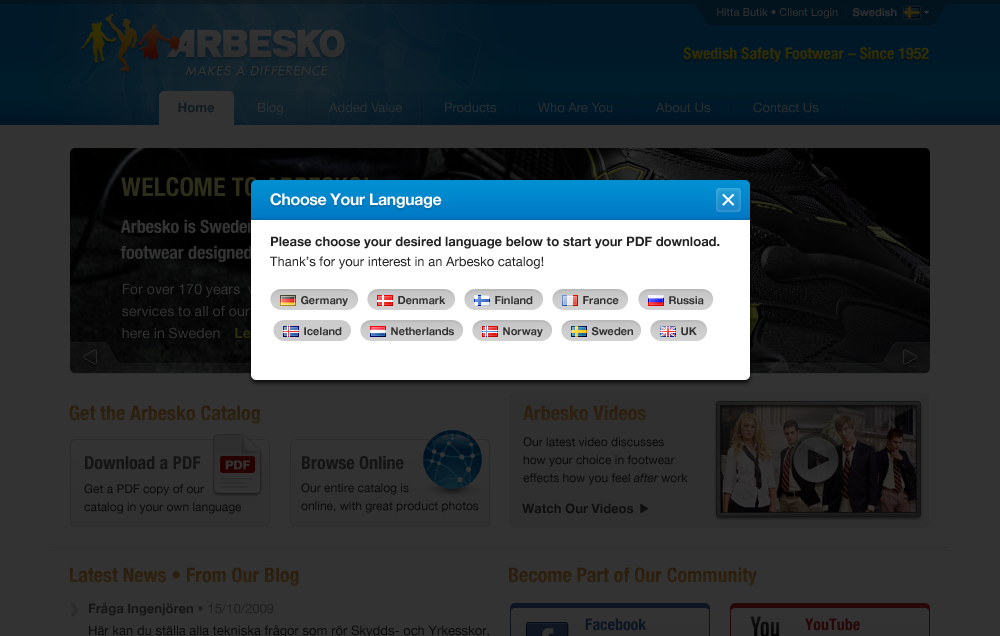 Hitta Butik • Client Login Swedish
ARBESKO
MAKES A DIFFERENCE
Swedish Safety Footwear – Since 1952
Home Blog Added Value Products Who Are You About Us Contact Us
WELCOME TO ARBESKO!
Choose Your Language
Arbesko is Sweden
footwear designed
Please choose your desired language below to start your PDF download.
Thank's for your interest in an Arbesko catalog!
For over 170 years
services to all of our
here in Sweden Le
Germany Denmark Finland France Russia
Iceland Netherlands Norway Sweden UK
Get the Arbesko Catalog
Download a PDF
PDF
Get a PDF copy of our
catalog in your own language
Browse Online
Our entire catalog is
online, with great product photos
Arbesko Videos
Our latest video discusses
how your choice in footwear
effects how you feel after work
Watch Our Videos
Latest News • From Our Blog
Fråga Ingenjören • 15/10/2009
Här kan du ställa alla tekniska frågor som rör Skydds- och Yrkesskor.
Become Part of Our Community
Facebook
You
YouTube